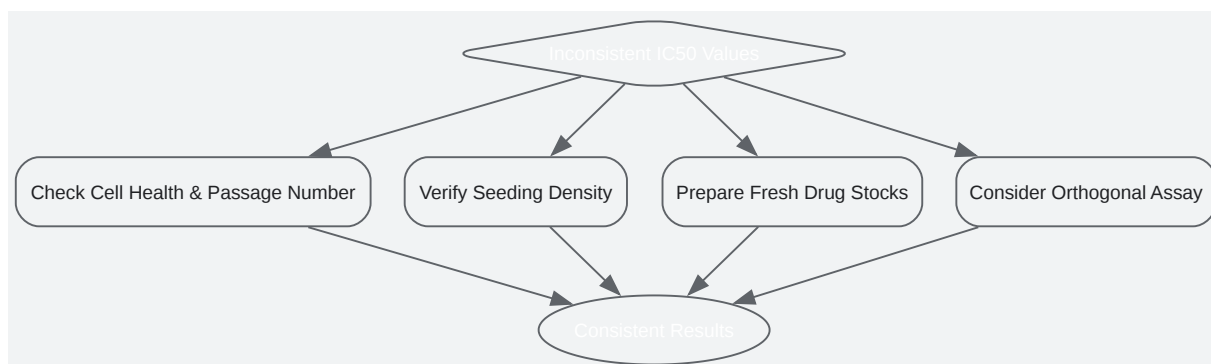 Inconsistent IC50 Values
Check Cell Health & Passage Number
Verify Seeding Density
Prepare Fresh Drug Stocks
Consider Orthogonal Assay
Consistent Results